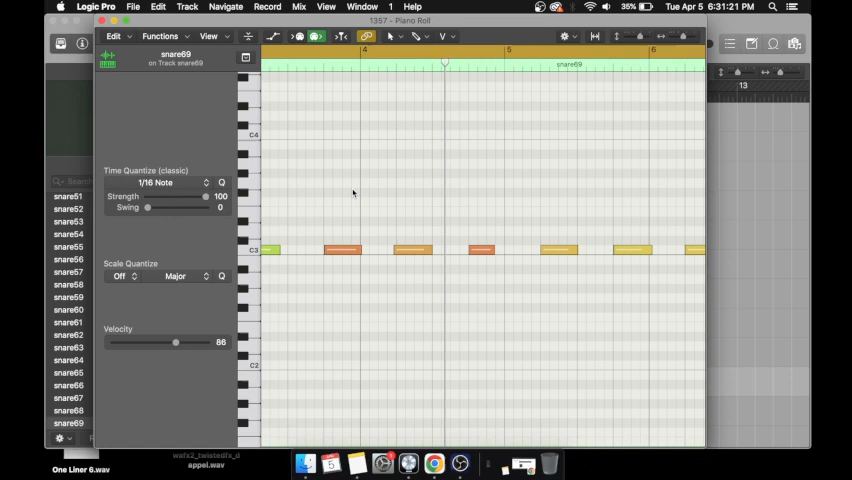 Logic Pro File Edit Track Navigate Record Mix View Window 1 Help 35% Tue Apr 5 6:31:21 PM
1357 - Piano Roll
Edit Functions View
snare69
on Track snare69
4 5 6
snare69
13
C4
Time Quantize (classic)
1/16 Note Q
Strength 100
Swing 0
C3
Scale Quantize
Off Major Q
Velocity
86
C2
Search
snare51
snare52
snare53
snare54
snare55
snare56
snare57
snare58
snare59
snare60
snare61
snare62
snare63
snare64
snare65
snare66
snare67
snare68
snare69
One Liner 6.wav
wafx2_twistedfx_d
appel.wav